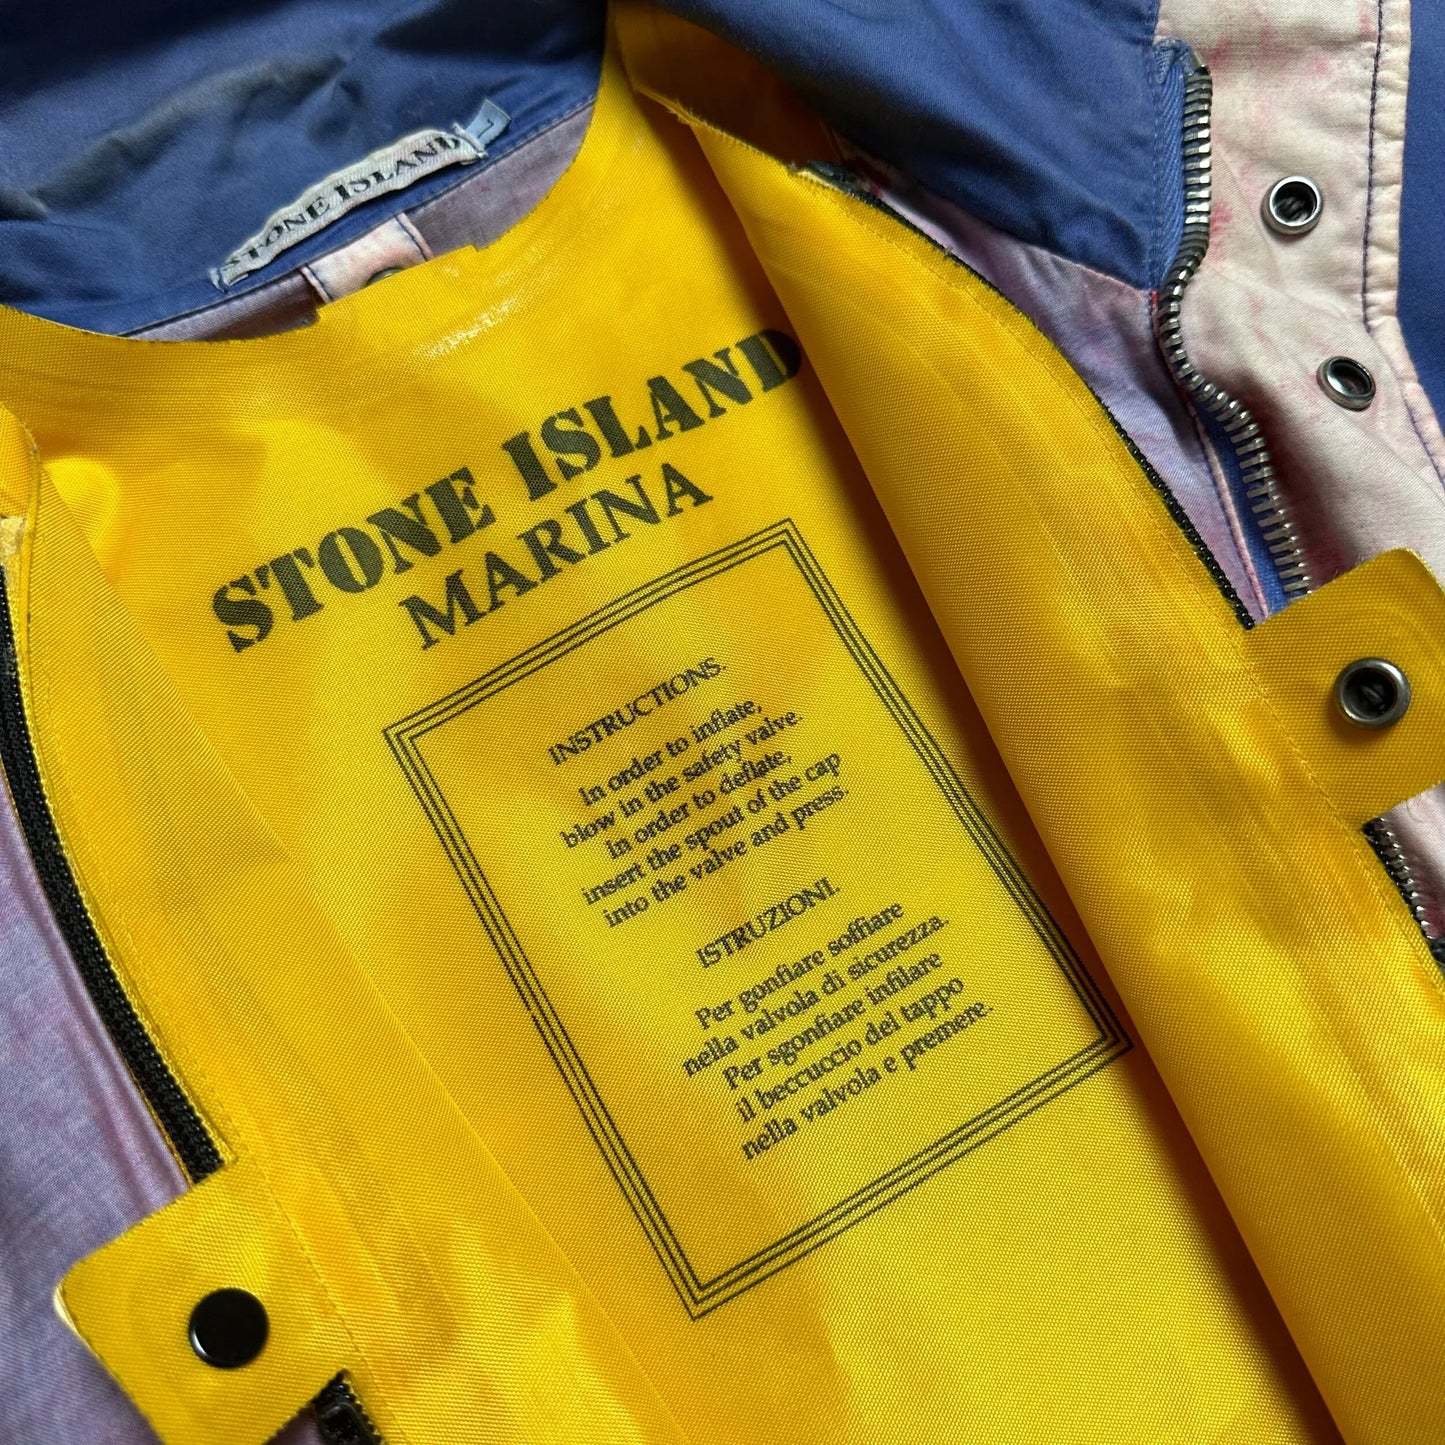 STONE ISLAND
L
STONE ISLAND
MARINA
INSTRUCTIONS.
In order to inflate,
blow in the safety valve.
In order to deflate,
insert the spout of the cap
into the valve and press.
ISTRUZIONI.
Per gonfiare soffiare
nella valvola di sicurezza.
Per sgonfiare infilare
il beccuccio del tappo
nella valvola e premere.